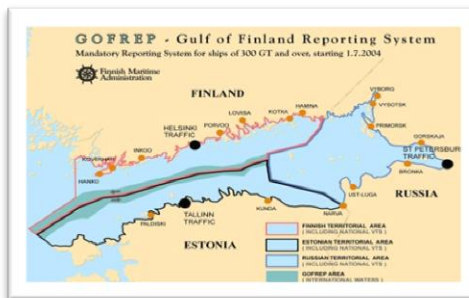 GOFREP - Gulf of Finland Reporting System
Mandatory Reporting System for ships of 300 GT and over, starting 1.7.2004
Finnish Maritime
Administration
FINLAND
VYBORG
VYSOTSK
HAMINA
KOTKA
LOVIISA
PORVOO
PRIMORSK
HELSINKI
TRAFFIC
GORSKAJA
ST PETERSBURG
TRAFFIC
INKOO
BRONKA
HANKO
UST-LUGA
RUSSIA
TALLINN
TRAFFIC
KUNDA
NARVA
PALDISKI
ESTONIA
FINNISH TERRITORIAL AREA
( INCLUDING NATIONAL VTS )
ESTONIAN TERRITORIAL AREA
( INCLUDING NATIONAL VTS )
RUSSIAN TERRITORIAL AREA
( INCLUDING NATIONAL VTS )
GOFREP AREA
( INTERNATIONAL WATERS )